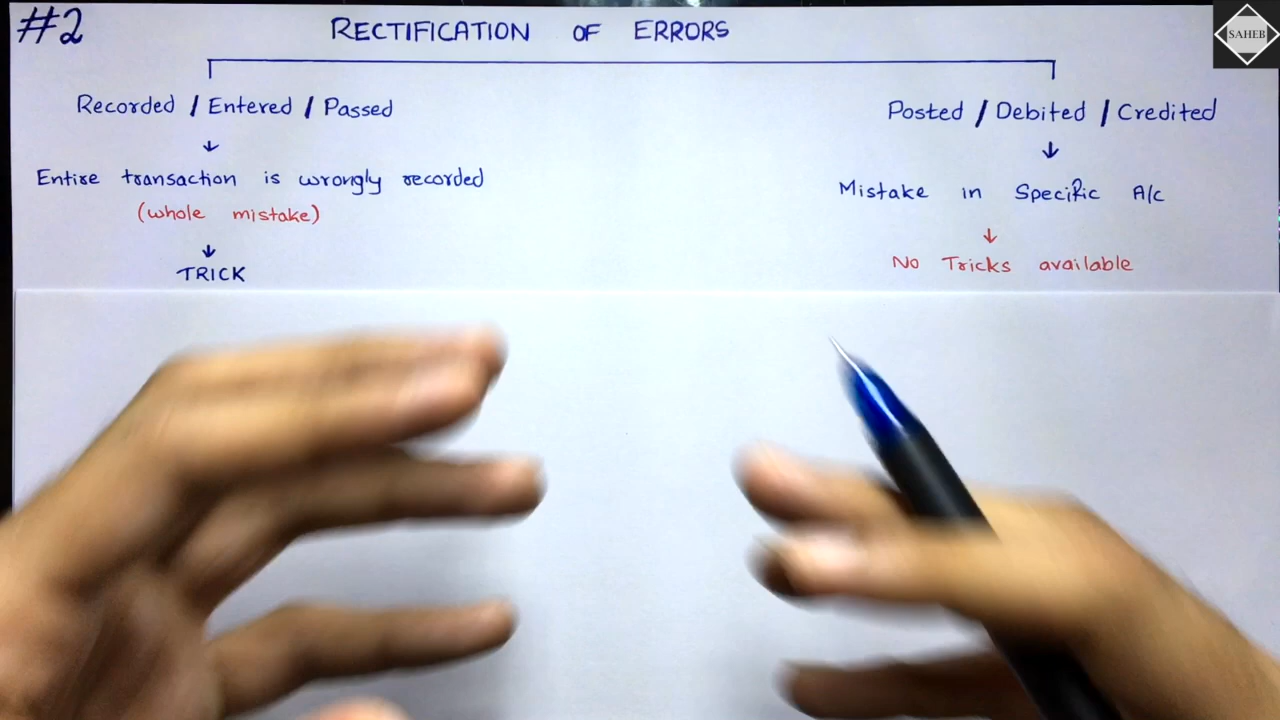 #2
RECTIFICATION OF ERRORS
SAHEB
Recorded / Entered / Passed
Entire transaction is wrongly recorded
(whole mistake)
TRICK
Posted / Debited / Credited
Mistake in Specific A/c
No Tricks available